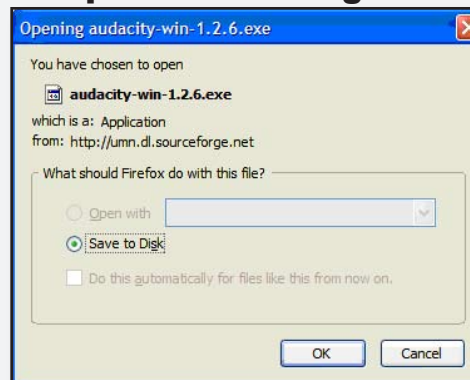 Opening audacity-win-1.2.6.exe
You have chosen to open
audacity-win-1.2.6.exe
which is a: Application
from: http://umn.dl.sourceforge.net
What should Firefox do with this file?
Open with
Save to Disk
Do this automatically for files like this from now on.
OK Cancel